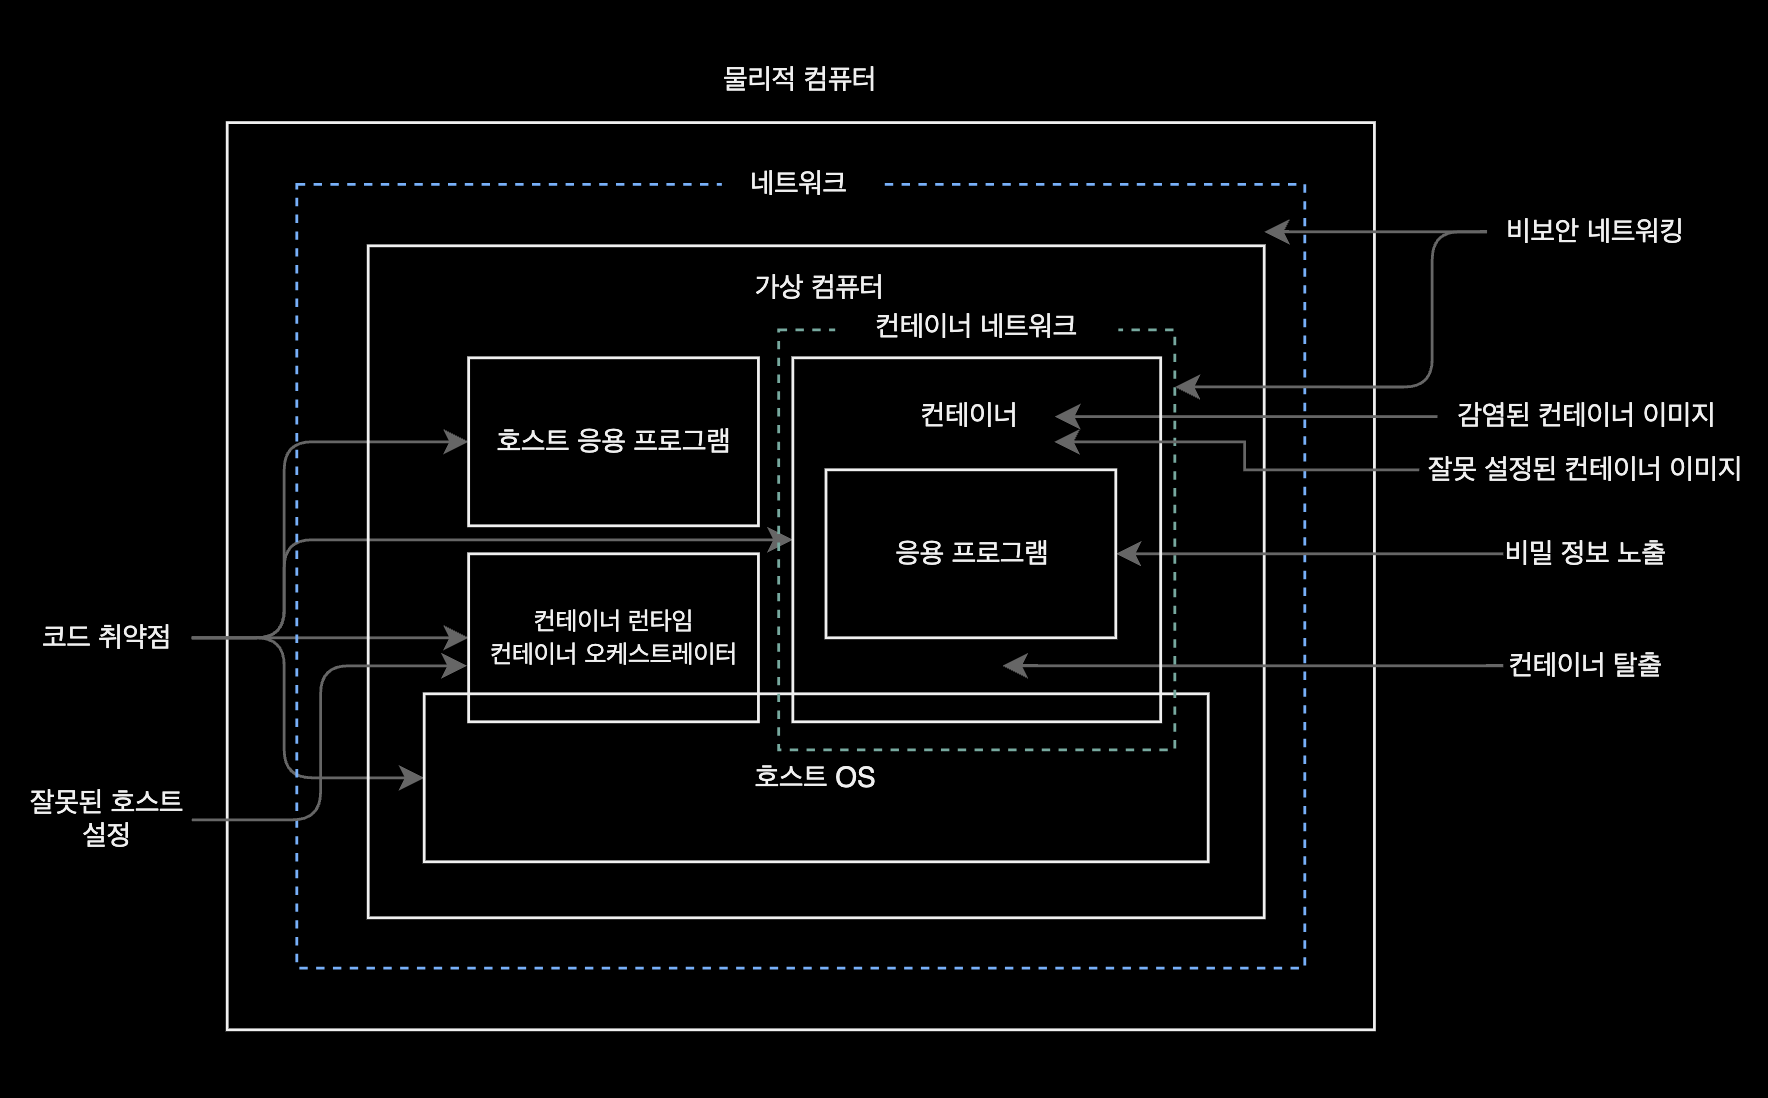 물리적 컴퓨터
네트워크
비보안 네트워킹
가상 컴퓨터
컨테이너 네트워크
컨테이너
감염된 컨테이너 이미지
호스트 응용 프로그램
잘못 설정된 컨테이너 이미지
응용 프로그램
비밀 정보 노출
컨테이너 런타임
컨테이너 오케스트레이터
코드 취약점
컨테이너 탈출
호스트 OS
잘못된 호스트
설정